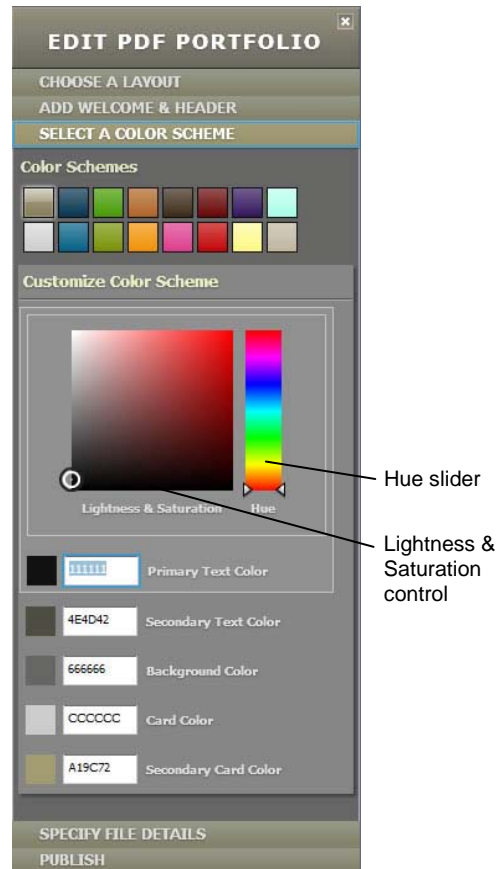 EDIT PDF PORTFOLIO
CHOOSE A LAYOUT
ADD WELCOME & HEADER
SELECT A COLOR SCHEME
Color Schemes
Customize Color Scheme
Lightness & Saturation Hue
Hue slider
Lightness &
Saturation
control
111111 Primary Text Color
4E4D42 Secondary Text Color
666666 Background Color
CCCCCC Card Color
A19C72 Secondary Card Color
SPECIFY FILE DETAILS
PUBLISH